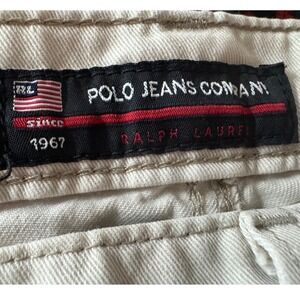 RL
POLO JEANS COMPANY
since
1967
RALPH LAUREN